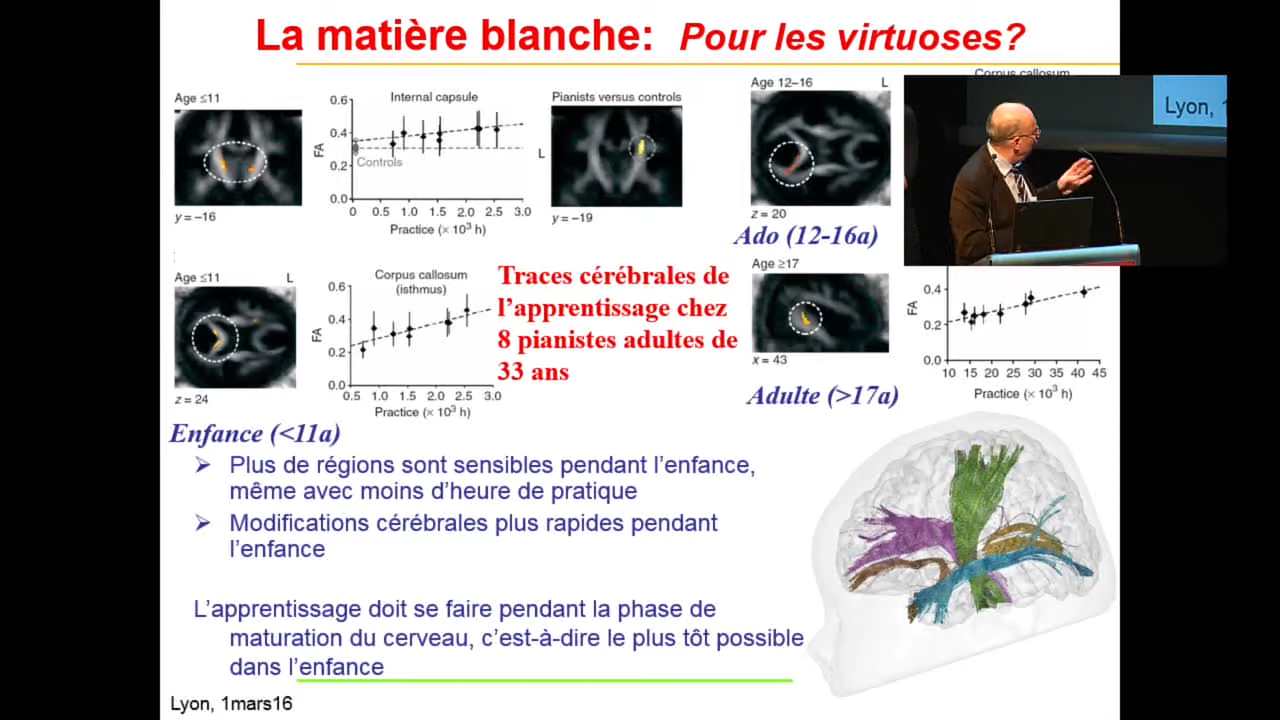 La matière blanche: Pour les virtuoses?
Age ≤11
y = −16
Internal capsule
0.6
0.4
0.2
0.0
FA
Controls
0 0.5 1.0 1.5 2.0 2.5 3.0
Practice (× 10³ h)
Pianists versus controls
L
y = −19
Age 12–16 L
z = 20
Ado (12-16a)
Corpus callosum
Lyon, 1
Age ≤11 L
z = 24
Corpus callosum
(isthmus)
0.6
0.4
0.2
0.0
FA
0.5 1.0 1.5 2.0 2.5 3.0
Practice (× 10³ h)
Enfance (<11a)
Traces cérébrales de
l'apprentissage chez
8 pianistes adultes de
33 ans
Age ≥17
x = 43
Adulte (>17a)
0.4
0.2
0.0
FA
10 15 20 25 30 35 40 45
Practice (× 10³ h)
Plus de régions sont sensibles pendant l'enfance,
même avec moins d'heure de pratique
Modifications cérébrales plus rapides pendant
l'enfance
L'apprentissage doit se faire pendant la phase de
maturation du cerveau, c'est-à-dire le plus tôt possible
dans l'enfance
Lyon, 1mars16